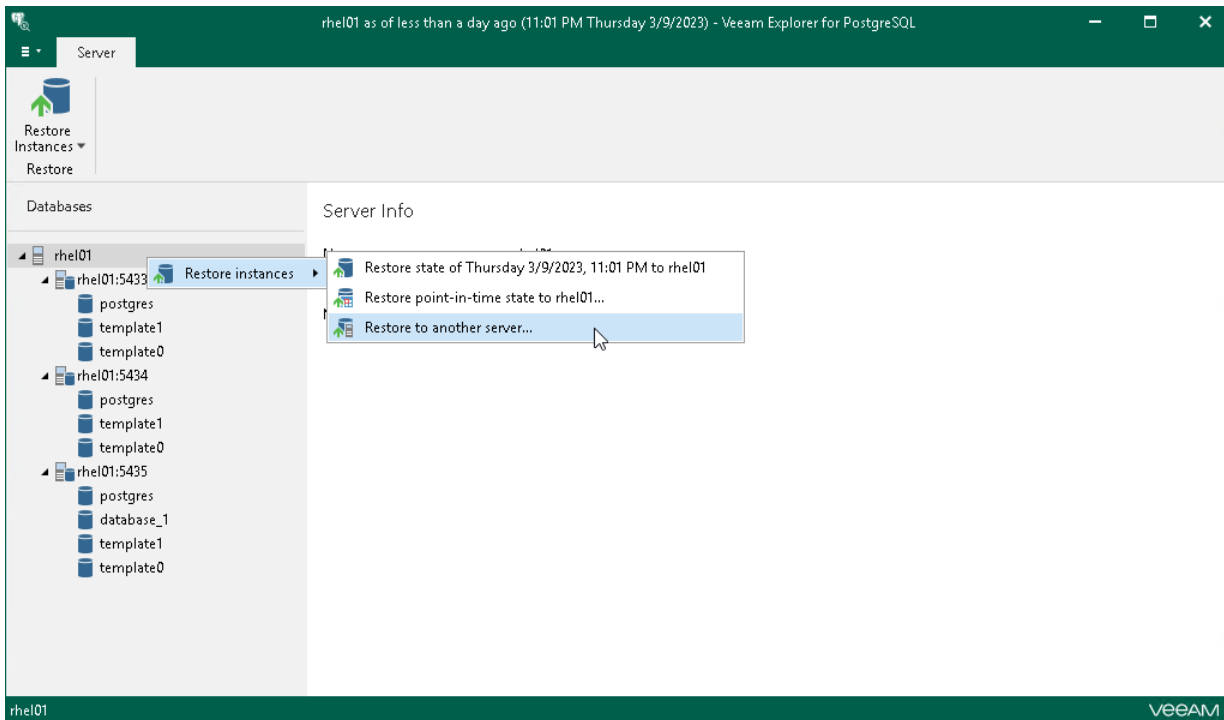 rhel01 as of less than a day ago (11:01 PM Thursday 3/9/2023) - Veeam Explorer for PostgreSQL
Server
Restore
Instances
Restore
Databases
Server Info
rhel01
rhel01:5433
Restore instances
Restore state of Thursday 3/9/2023, 11:01 PM to rhel01
Restore point-in-time state to rhel01...
Restore to another server...
postgres
template1
template0
rhel01:5434
postgres
template1
template0
rhel01:5435
postgres
database_1
template1
template0
rhel01
VEEAM